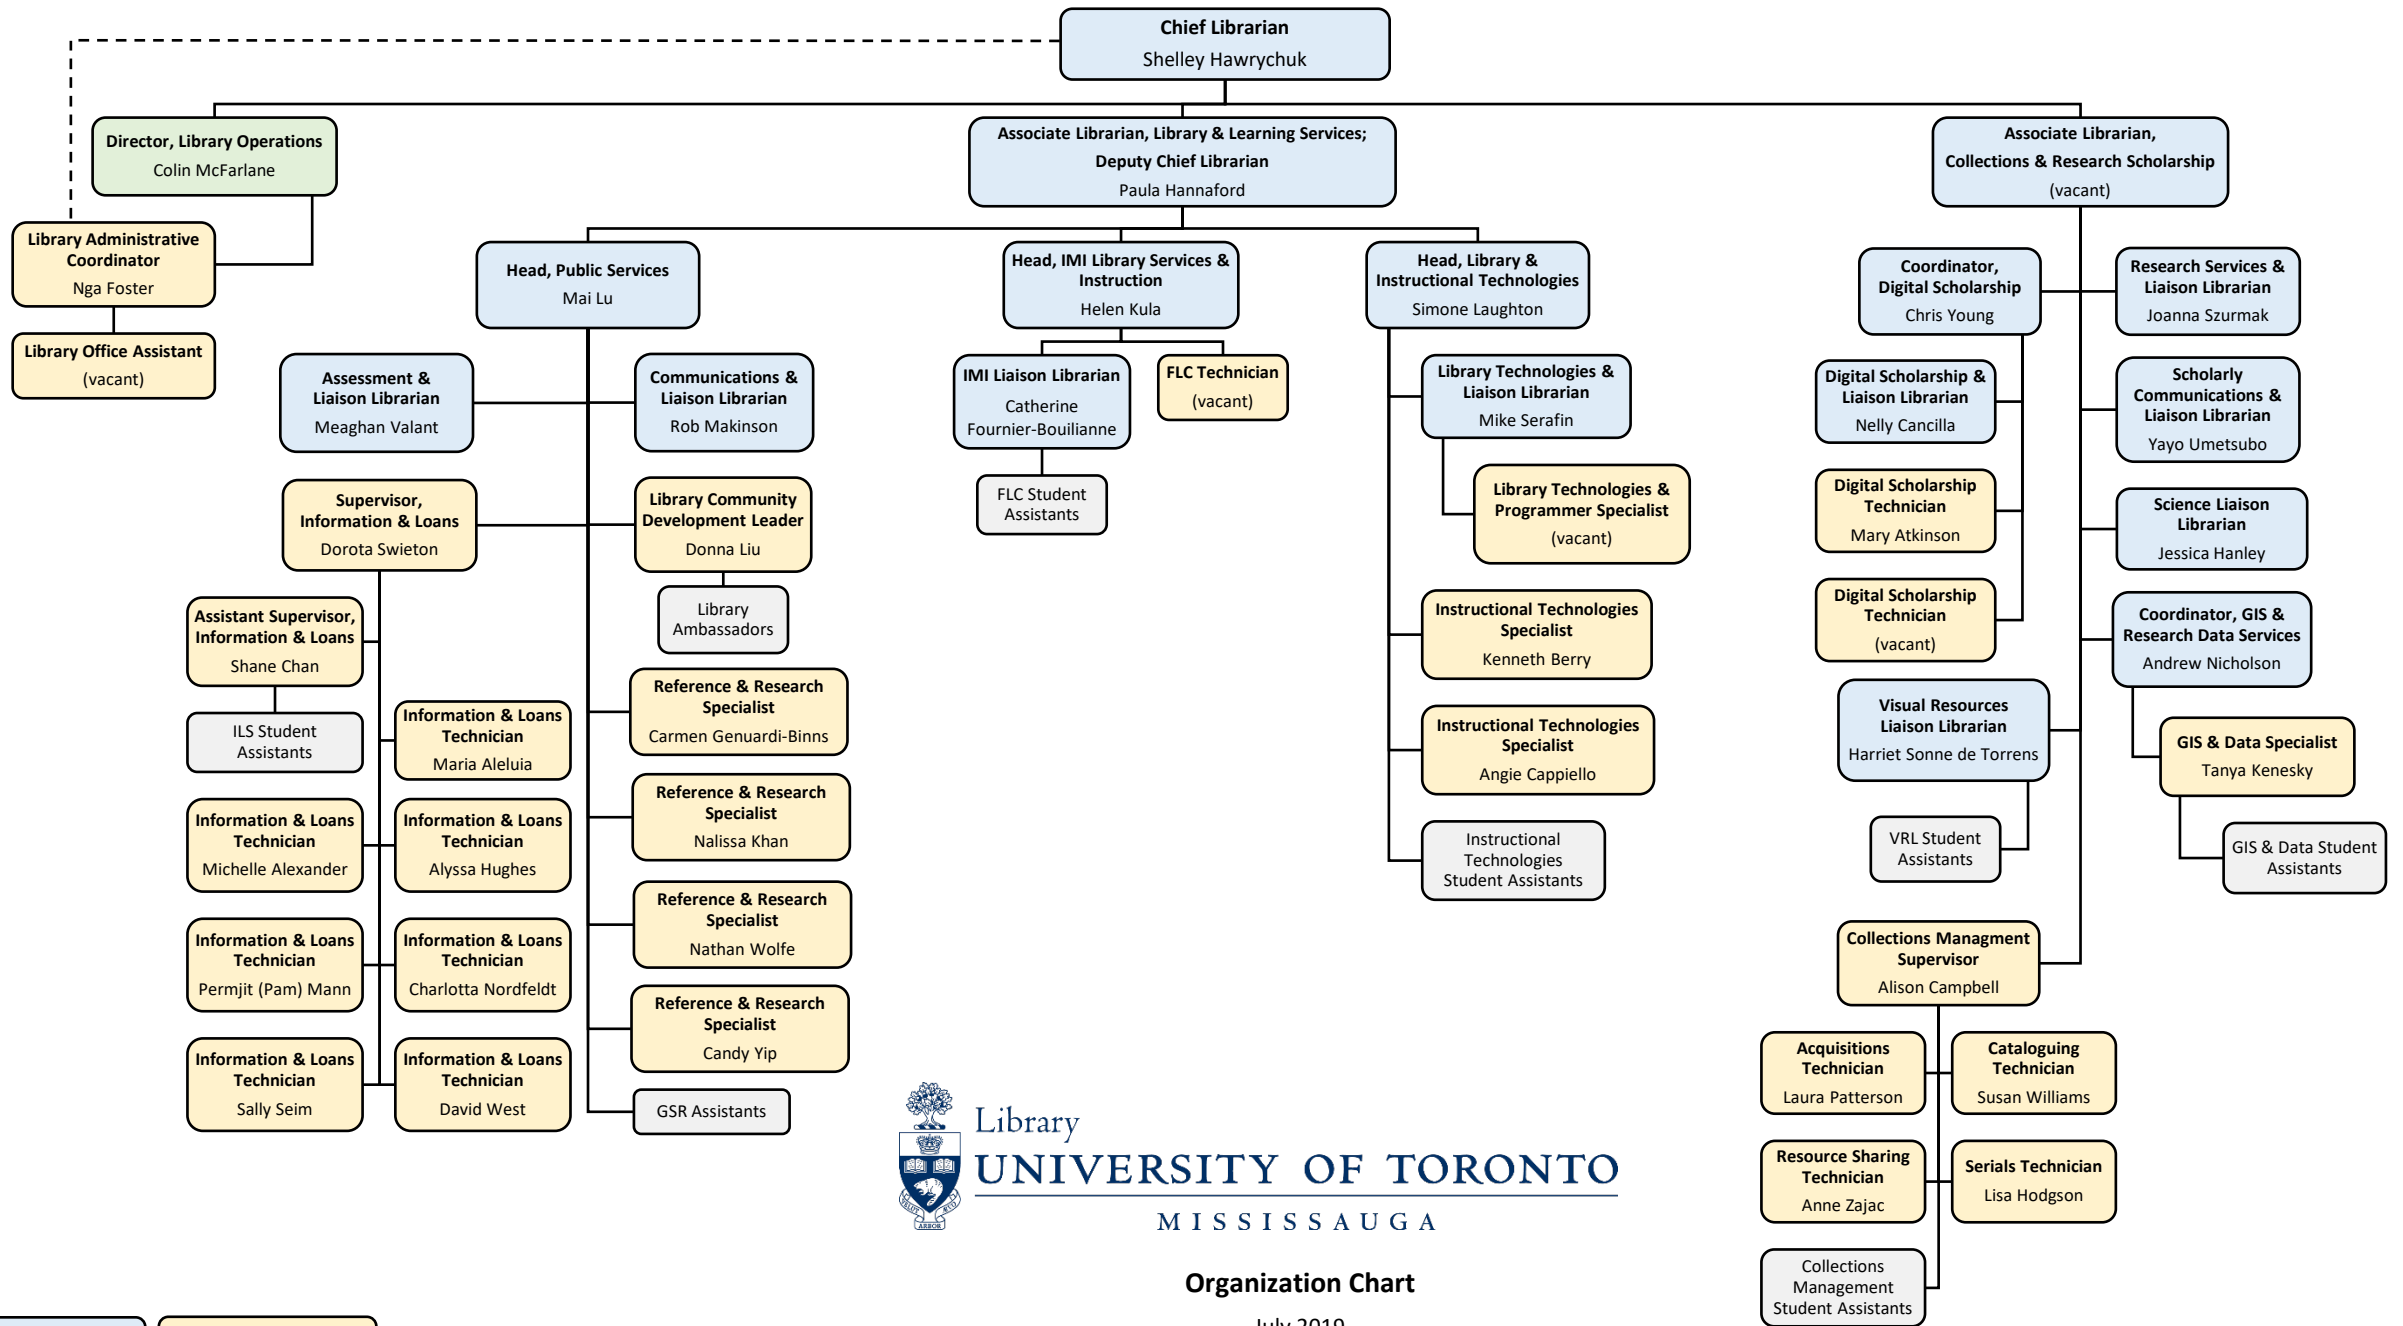 Chief Librarian
Shelley Hawrychuk
Director, Library Operations
Colin McFarlane
Associate Librarian, Library & Learning Services;
Deputy Chief Librarian
Paula Hannaford
Associate Librarian,
Collections & Research Scholarship
(vacant)
Library Administrative
Coordinator
Nga Foster
Library Office Assistant
(vacant)
Head, Public Services
Mai Lu
Head, IMI Library Services &
Instruction
Helen Kula
Head, Library &
Instructional Technologies
Simone Laughton
Assessment &
Liaison Librarian
Meaghan Valant
Communications &
Liaison Librarian
Rob Makinson
Supervisor,
Information & Loans
Dorota Swieton
Library Community
Development Leader
Donna Liu
Library
Ambassadors
Assistant Supervisor,
Information & Loans
Shane Chan
ILS Student
Assistants
Information & Loans
Technician
Maria Aleluia
Information & Loans
Technician
Michelle Alexander
Information & Loans
Technician
Alyssa Hughes
Information & Loans
Technician
Permjit (Pam) Mann
Information & Loans
Technician
Charlotta Nordfeldt
Information & Loans
Technician
Sally Seim
Information & Loans
Technician
David West
Reference & Research
Specialist
Carmen Genuardi-Binns
Reference & Research
Specialist
Nalissa Khan
Reference & Research
Specialist
Nathan Wolfe
Reference & Research
Specialist
Candy Yip
GSR Assistants
IMI Liaison Librarian
Catherine
Fournier-Bouilianne
FLC Technician
(vacant)
FLC Student
Assistants
Library Technologies &
Liaison Librarian
Mike Serafin
Library Technologies &
Programmer Specialist
(vacant)
Instructional Technologies
Specialist
Kenneth Berry
Instructional Technologies
Specialist
Angie Cappiello
Instructional
Technologies
Student Assistants
Coordinator,
Digital Scholarship
Chris Young
Research Services &
Liaison Librarian
Joanna Szurmak
Digital Scholarship &
Liaison Librarian
Nelly Cancilla
Scholarly
Communications &
Liaison Librarian
Yayo Umetsubo
Digital Scholarship
Technician
Mary Atkinson
Science Liaison
Librarian
Jessica Hanley
Digital Scholarship
Technician
(vacant)
Coordinator, GIS &
Research Data Services
Andrew Nicholson
Visual Resources
Liaison Librarian
Harriet Sonne de Torrens
GIS & Data Specialist
Tanya Kenesky
VRL Student
Assistants
GIS & Data Student
Assistants
Collections Managment
Supervisor
Alison Campbell
Acquisitions
Technician
Laura Patterson
Cataloguing
Technician
Susan Williams
Resource Sharing
Technician
Anne Zajac
Serials Technician
Lisa Hodgson
Collections
Management
Student Assistants
Library
UNIVERSITY OF TORONTO
MISSISSAUGA
ARBOR
Organization Chart
July 2019